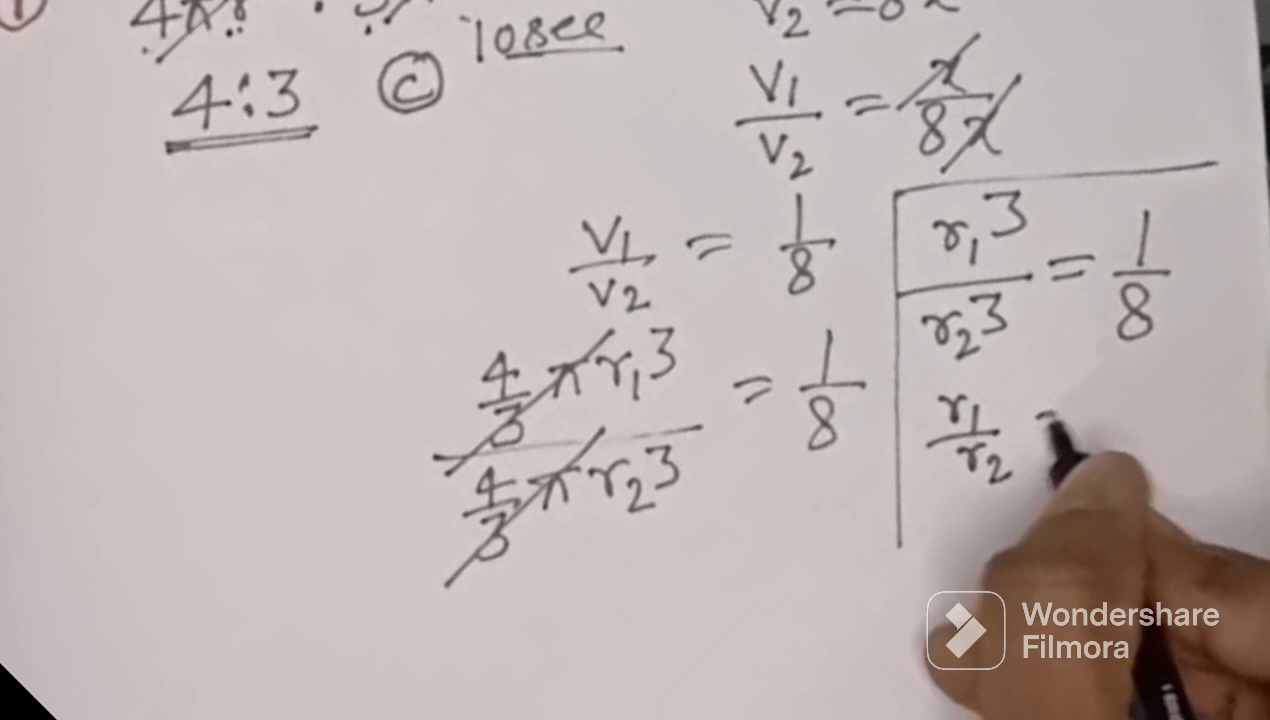 4:3 ⓒ 10see
V₁/V₂ = x/8x
V₁/V₂ = 1/8
4/3 π r₁³ / 4/3 π r₂³ = 1/8
r₁³/r₂³ = 1/8
r₁/r₂ =
Wondershare
Filmora